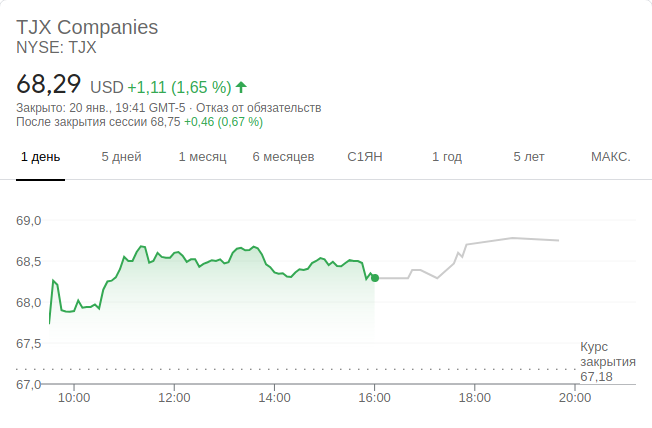 TJX Companies
NYSE: TJX
68,29 USD +1,11 (1,65 %)
Закрыто: 20 янв., 19:41 GMT-5 · Отказ от обязательств
После закрытия сессии 68,75 +0,46 (0,67 %)
1 день 5 дней 1 месяц 6 месяцев С1ЯН 1 год 5 лет МАКС.
69,0
68,5
68,0
67,5
Курс
закрытия
67,18
67,0
10:00 12:00 14:00 16:00 18:00 20:00